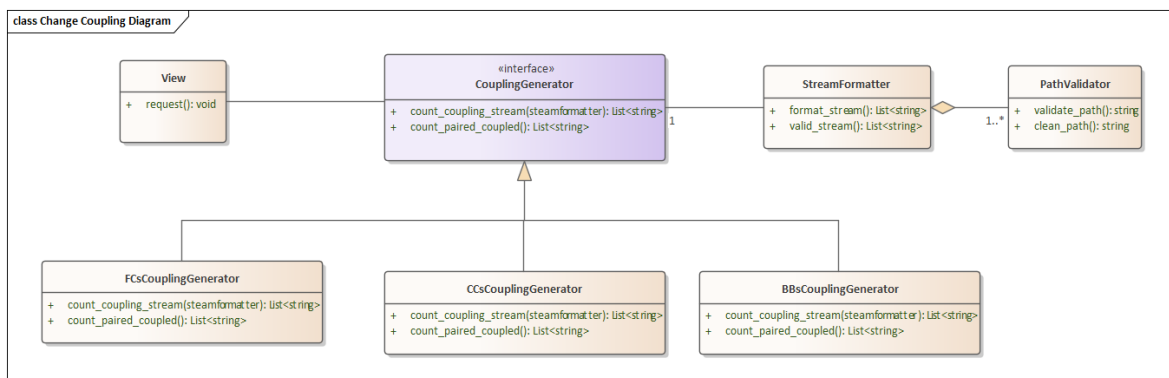 class Change Coupling Diagram
View
+ request(): void
«interface»
CouplingGenerator
+ count_coupling_stream(steamformatter): List<string>
+ count_paired_coupled(): List<string>
1
StreamFormatter
+ format_stream(): List<string>
+ valid_stream(): List<string>
1..*
PathValidator
+ validate_path(): string
+ clean_path(): string
FCsCouplingGenerator
+ count_coupling_stream(steamformatter): List<string>
+ count_paired_coupled(): List<string>
CCsCouplingGenerator
+ count_coupling_stream(steamformatter): List<string>
+ count_paired_coupled(): List<string>
BBsCouplingGenerator
+ count_coupling_stream(steamformatter): List<string>
+ count_paired_coupled(): List<string>